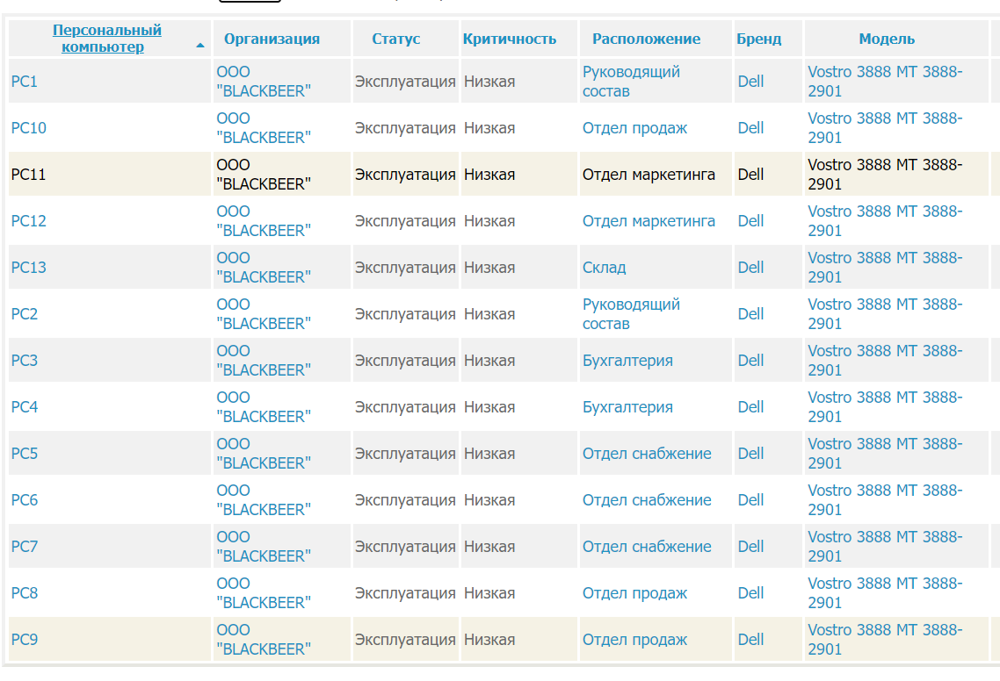 Персональный компьютер Организация Статус Критичность Расположение Бренд Модель
PC1 ООО "BLACKBEER" Эксплуатация Низкая Руководящий состав Dell Vostro 3888 MT 3888-2901
PC10 ООО "BLACKBEER" Эксплуатация Низкая Отдел продаж Dell Vostro 3888 MT 3888-2901
PC11 ООО "BLACKBEER" Эксплуатация Низкая Отдел маркетинга Dell Vostro 3888 MT 3888-2901
PC12 ООО "BLACKBEER" Эксплуатация Низкая Отдел маркетинга Dell Vostro 3888 MT 3888-2901
PC13 ООО "BLACKBEER" Эксплуатация Низкая Склад Dell Vostro 3888 MT 3888-2901
PC2 ООО "BLACKBEER" Эксплуатация Низкая Руководящий состав Dell Vostro 3888 MT 3888-2901
PC3 ООО "BLACKBEER" Эксплуатация Низкая Бухгалтерия Dell Vostro 3888 MT 3888-2901
PC4 ООО "BLACKBEER" Эксплуатация Низкая Бухгалтерия Dell Vostro 3888 MT 3888-2901
PC5 ООО "BLACKBEER" Эксплуатация Низкая Отдел снабжение Dell Vostro 3888 MT 3888-2901
PC6 ООО "BLACKBEER" Эксплуатация Низкая Отдел снабжение Dell Vostro 3888 MT 3888-2901
PC7 ООО "BLACKBEER" Эксплуатация Низкая Отдел снабжение Dell Vostro 3888 MT 3888-2901
PC8 ООО "BLACKBEER" Эксплуатация Низкая Отдел продаж Dell Vostro 3888 MT 3888-2901
PC9 ООО "BLACKBEER" Эксплуатация Низкая Отдел продаж Dell Vostro 3888 MT 3888-2901